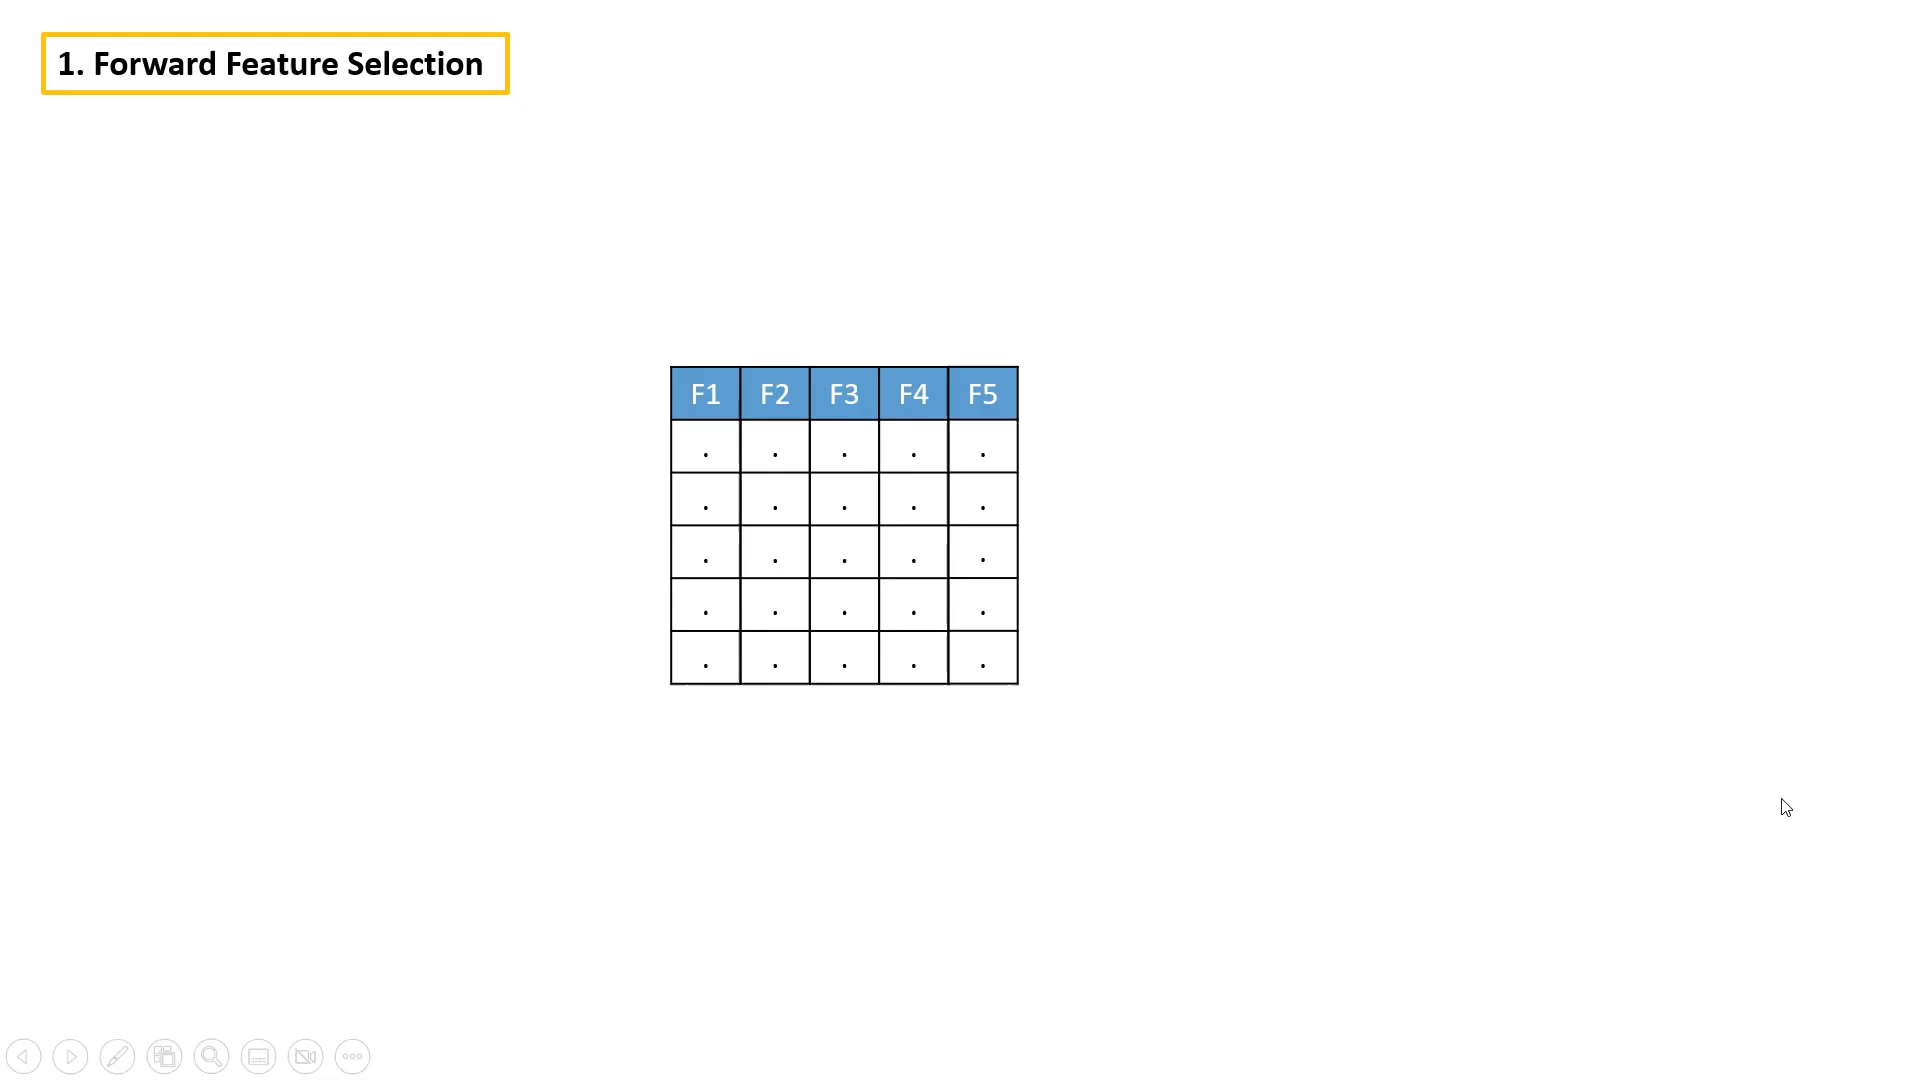 1. Forward Feature Selection
F1 F2 F3 F4 F5
. . . . .
. . . . .
. . . . .
. . . . .
. . . . .